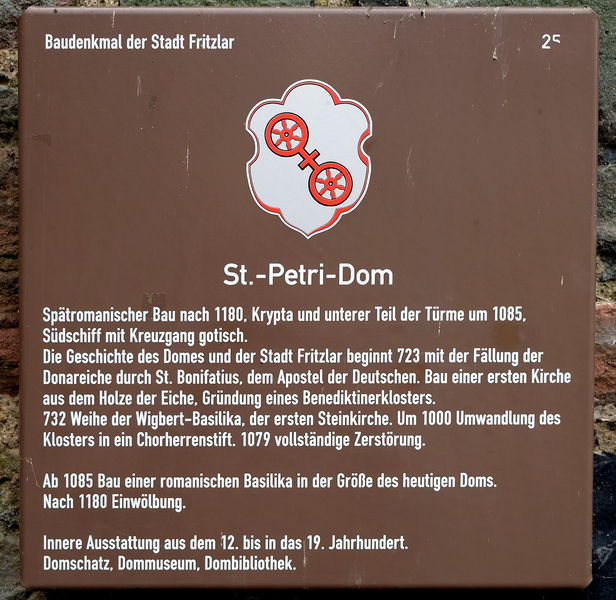 Baudenkmal der Stadt Fritzlar 25
St.-Petri-Dom
Spätromanischer Bau nach 1180, Krypta und unterer Teil der Türme um 1085,
Südschiff mit Kreuzgang gotisch.
Die Geschichte des Domes und der Stadt Fritzlar beginnt 723 mit der Fällung der
Donareiche durch St. Bonifatius, dem Apostel der Deutschen. Bau einer ersten Kirche
aus dem Holze der Eiche, Gründung eines Benediktinerklosters.
732 Weihe der Wigbert-Basilika, der ersten Steinkirche. Um 1000 Umwandlung des
Klosters in ein Chorherrenstift. 1079 vollständige Zerstörung.
Ab 1085 Bau einer romanischen Basilika in der Größe des heutigen Doms.
Nach 1180 Einwölbung.
Innere Ausstattung aus dem 12. bis in das 19. Jahrhundert.
Domschatz, Dommuseum, Dombibliothek.